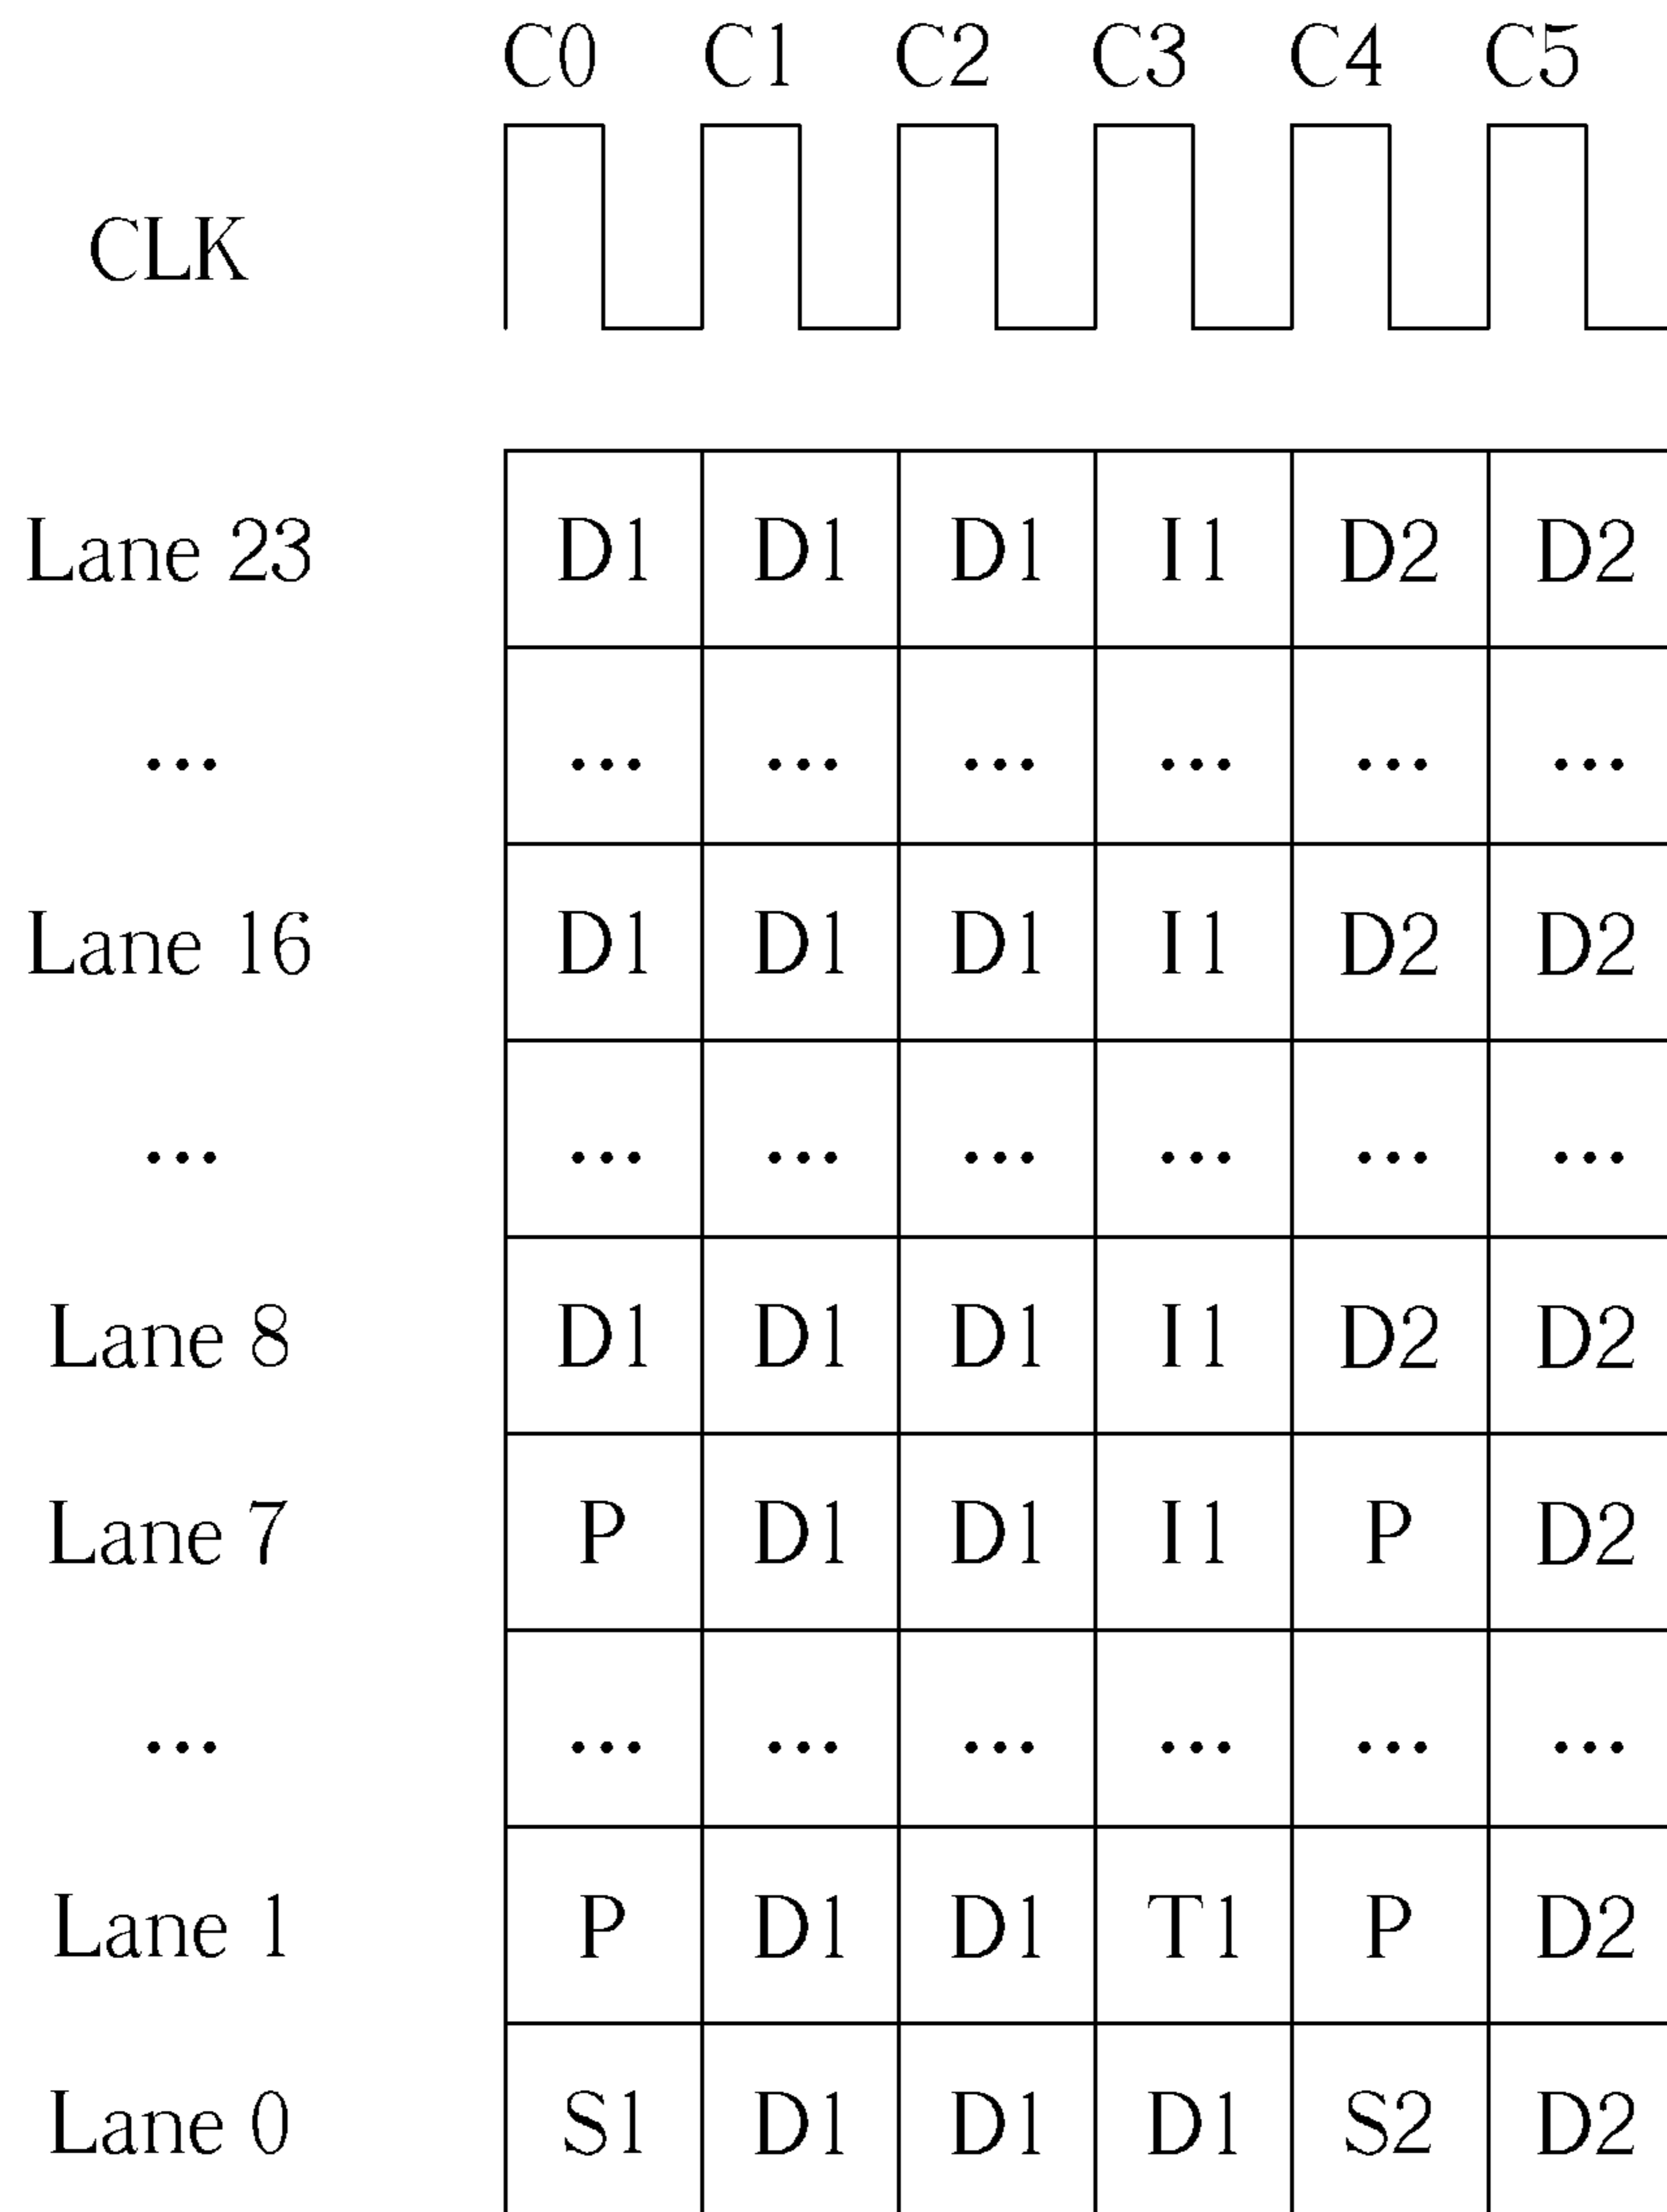 C0 C1 C2 C3 C4 C5
CLK
Lane 23 D1 D1 D1 I1 D2 D2
... ... ... ... ... ... ...
Lane 16 D1 D1 D1 I1 D2 D2
... ... ... ... ... ... ...
Lane 8 D1 D1 D1 I1 D2 D2
Lane 7 P D1 D1 I1 P D2
... ... ... ... ... ... ...
Lane 1 P D1 D1 T1 P D2
Lane 0 S1 D1 D1 D1 S2 D2